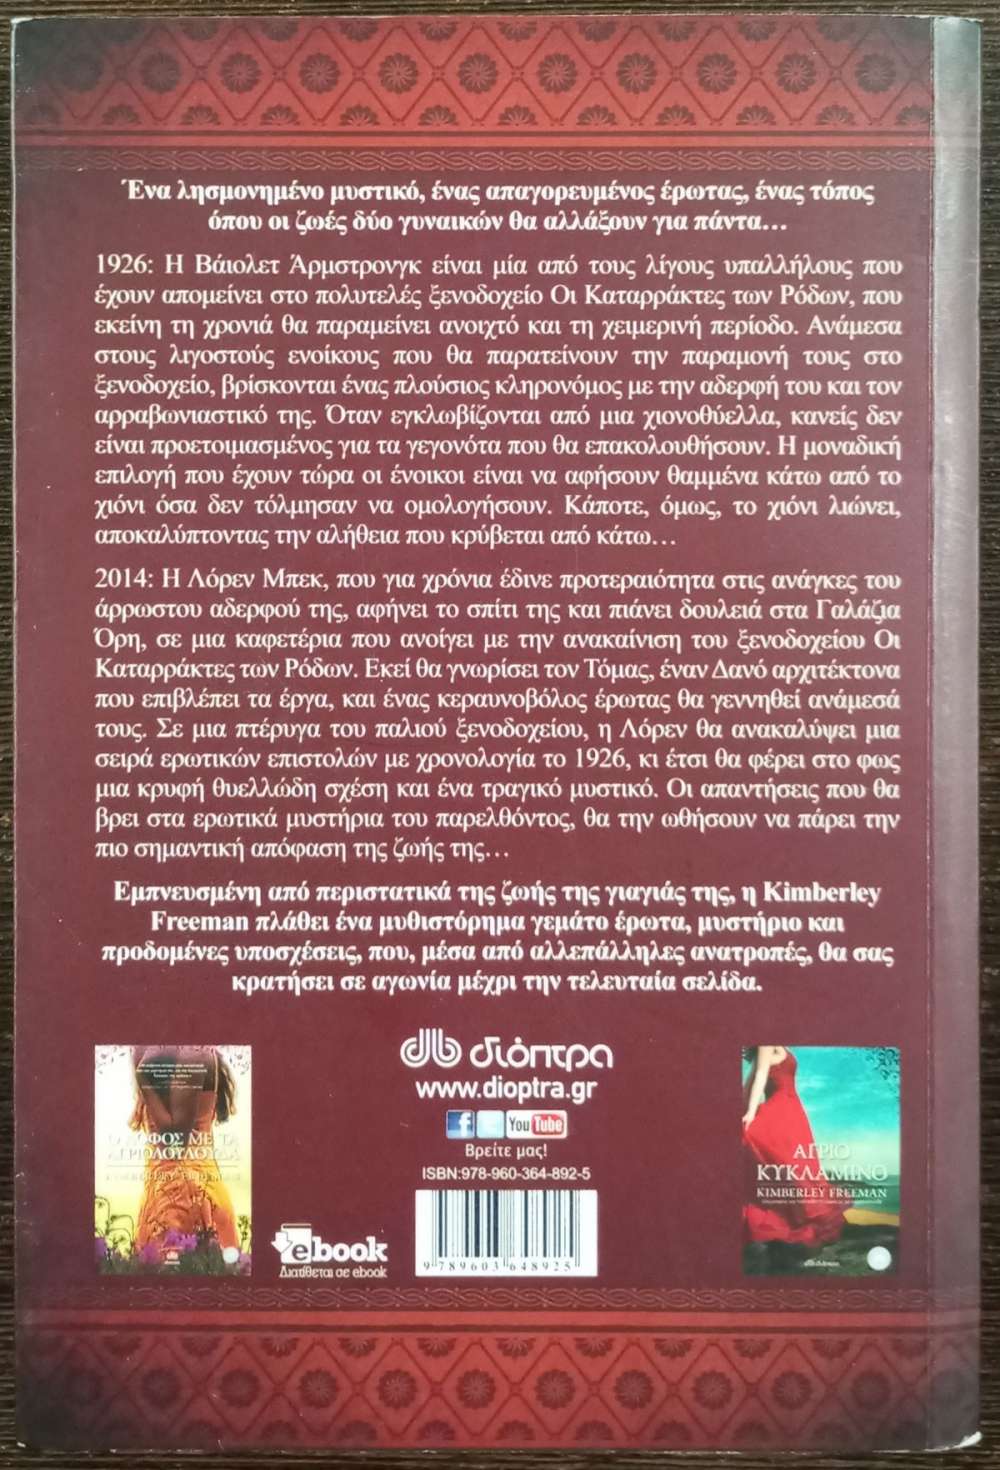 Ένα λησμονημένο μυστικό, ένας απαγορευμένος έρωτας, ένας τόπος
όπου οι ζωές δύο γυναικών θα αλλάξουν για πάντα…
1926: Η Βάιολετ Άρμστρονγκ είναι μία από τους λίγους υπαλλήλους που
έχουν απομείνει στο πολυτελές ξενοδοχείο Οι Καταρράκτες των Ρόδων, που
εκείνη τη χρονιά θα παραμείνει ανοιχτό και τη χειμερινή περίοδο. Ανάμεσα
στους λιγοστούς ενοίκους που θα παρατείνουν την παραμονή τους στο
ξενοδοχείο, βρίσκονται ένας πλούσιος κληρονόμος με την αδερφή του και τον
αρραβωνιαστικό της. Όταν εγκλωβίζονται από μια χιονοθύελλα, κανείς δεν
είναι προετοιμασμένος για τα γεγονότα που θα επακολουθήσουν. Η μοναδική
επιλογή που έχουν τώρα οι ένοικοι είναι να αφήσουν θαμμένα κάτω από το
χιόνι όσα δεν τόλμησαν να ομολογήσουν. Κάποτε, όμως, το χιόνι λιώνει,
αποκαλύπτοντας την αλήθεια που κρύβεται από κάτω…
2014: Η Λόρεν Μπεκ, που για χρόνια έδινε προτεραιότητα στις ανάγκες του
άρρωστου αδερφού της, αφήνει το σπίτι της και πιάνει δουλειά στα Γαλάζια
Όρη, σε μια καφετέρια που ανοίγει με την ανακαίνιση του ξενοδοχείου Οι
Καταρράκτες των Ρόδων. Εκεί θα γνωρίσει τον Τόμας, έναν Δανό αρχιτέκτονα
που επιβλέπει τα έργα, και ένας κεραυνοβόλος έρωτας θα γεννηθεί ανάμεσά
τους. Σε μια πτέρυγα του παλιού ξενοδοχείου, η Λόρεν θα ανακαλύψει μια
σειρά ερωτικών επιστολών με χρονολογία το 1926, κι έτσι θα φέρει στο φως
μια κρυφή θυελλώδη σχέση και ένα τραγικό μυστικό. Οι απαντήσεις που θα
βρει στα ερωτικά μυστήρια του παρελθόντος, θα την ωθήσουν να πάρει την
πιο σημαντική απόφαση της ζωής της…
Εμπνευσμένη από περιστατικά της ζωής της γιαγιάς της, η Kimberley
Freeman πλάθει ένα μυθιστόρημα γεμάτο έρωτα, μυστήριο και
προδομένες υποσχέσεις, που, μέσα από αλλεπάλληλες ανατροπές, θα σας
κρατήσει σε αγωνία μέχρι την τελευταία σελίδα.
Ο ΛΟΦΟΣ ΜΕ ΤΑ
ΑΓΡΙΟΛΟΥΛΟΥΔΑ
διόπτρα
www.dioptra.gr
You Tube
Βρείτε μας!
ISBN:978-960-364-892-5
9 789603 648925
ebook
Διατίθεται σε ebook
ΑΓΡΙΟ
ΚΥΚΛΑΜΙΝΟ
KIMBERLEY FREEMAN